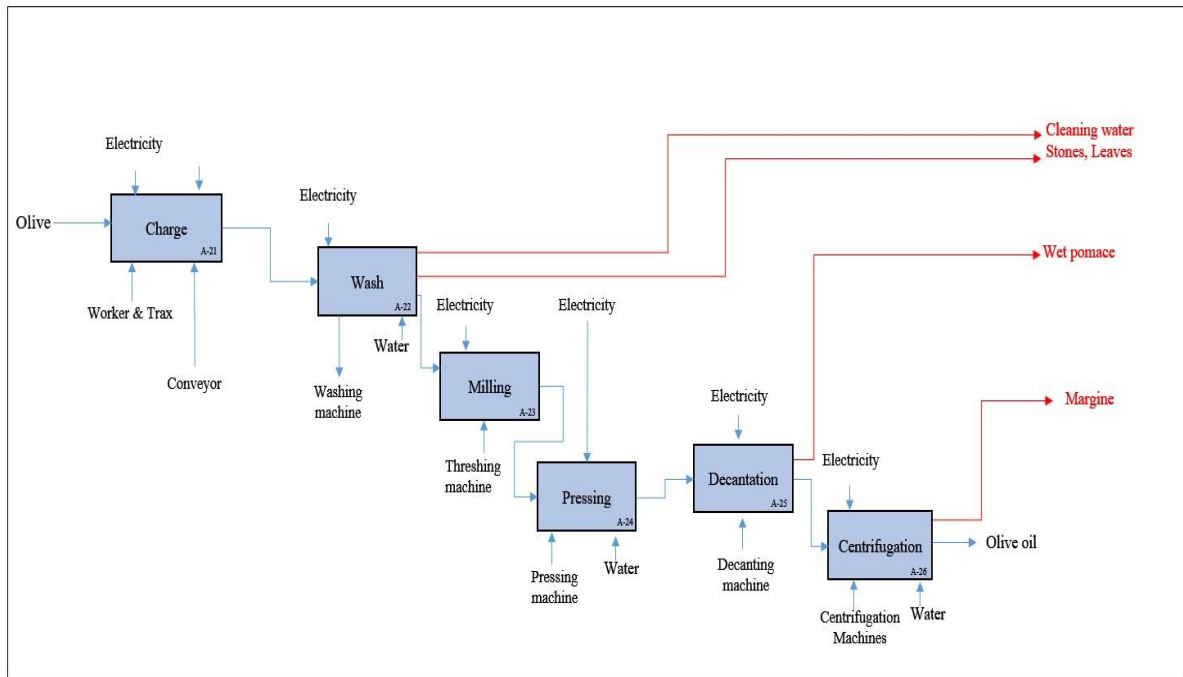 Cleaning water
Stones, Leaves
Electricity
Olive
Charge
A-21
Electricity
Worker & Trax
Conveyor
Wash
A-22
Water
Washing
machine
Wet pomace
Electricity
Electricity
Milling
A-23
Threshing
machine
Margine
Electricity
Pressing
A-24
Pressing
machine
Water
Decantation
A-25
Decanting
machine
Electricity
Centrifugation
A-26
Olive oil
Centrifugation
Machines
Water